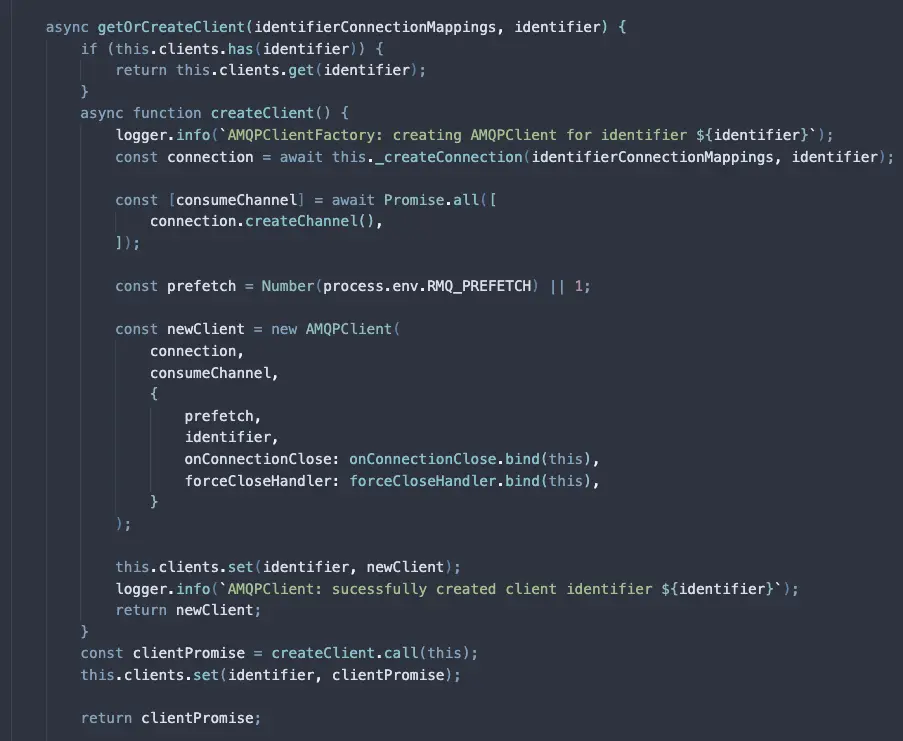 async getOrCreateClient(identifierConnectionMappings, identifier) {
if (this.clients.has(identifier)) {
return this.clients.get(identifier);
}
async function createClient() {
logger.info(`AMQPClientFactory: creating AMQPClient for identifier ${identifier}`);
const connection = await this._createConnection(identifierConnectionMappings, identifier);
const [consumeChannel] = await Promise.all([
connection.createChannel(),
]);
const prefetch = Number(process.env.RMQ_PREFETCH) || 1;
const newClient = new AMQPClient(
connection,
consumeChannel,
{
prefetch,
identifier,
onConnectionClose: onConnectionClose.bind(this),
forceCloseHandler: forceCloseHandler.bind(this),
}
);
this.clients.set(identifier, newClient);
logger.info(`AMQPClient: sucessfully created client identifier ${identifier}`);
return newClient;
}
const clientPromise = createClient.call(this);
this.clients.set(identifier, clientPromise);
return clientPromise;